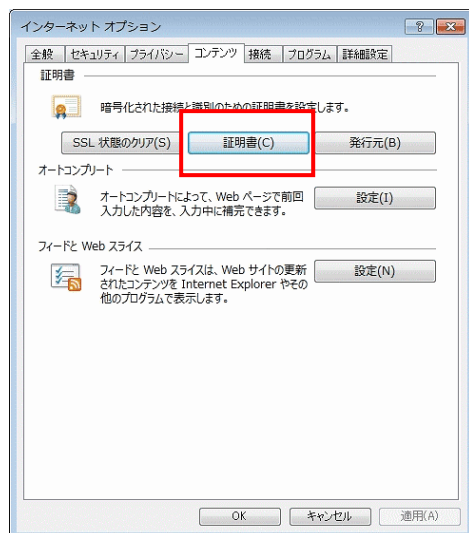 インターネット オプション
全般 セキュリティ プライバシー コンテンツ 接続 プログラム 詳細設定
証明書
暗号化された接続と識別のための証明書を設定します。
SSL 状態のクリア(S) 証明書(C) 発行元(B)
オートコンプリート
オートコンプリートによって、Web ページで前回
入力した内容を、入力中に補完できます。
設定(I)
フィードと Web スライス
フィードと Web スライスは、Web サイトの更新
されたコンテンツを Internet Explorer やその
他のプログラムで表示します。
設定(N)
OK キャンセル 適用(A)